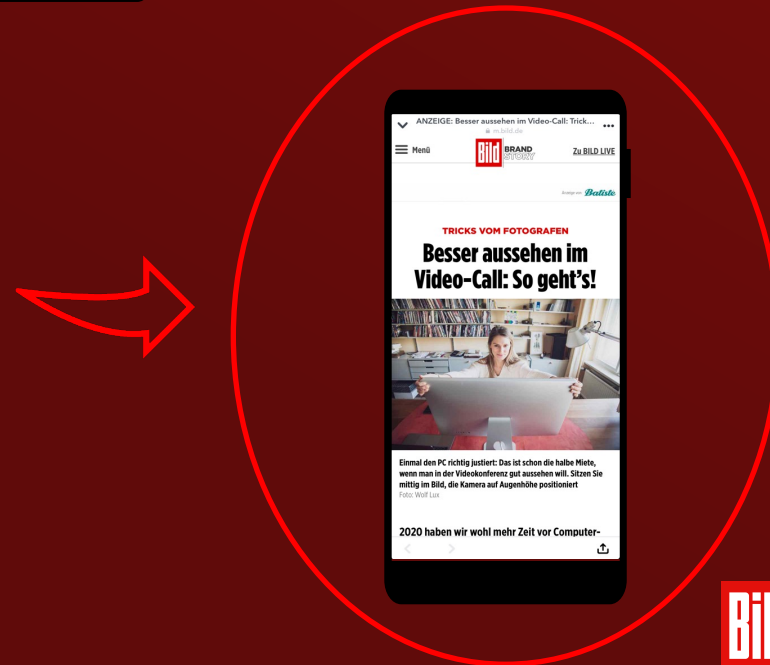 ANZEIGE: Besser aussehen im Video-Call: Trick...
m.bild.de
Menü
Bild BRAND STORY
Zu BILD LIVE
Anzeige von Batiste
TRICKS VOM FOTOGRAFEN
Besser aussehen im
Video-Call: So geht's!
Einmal den PC richtig justiert: Das ist schon die halbe Miete,
wenn man in der Videokonferenz gut aussehen will. Sitzen Sie
mittig im Bild, die Kamera auf Augenhöhe positioniert
Foto: Wolf Lux
2020 haben wir wohl mehr Zeit vor Computer-
Bil